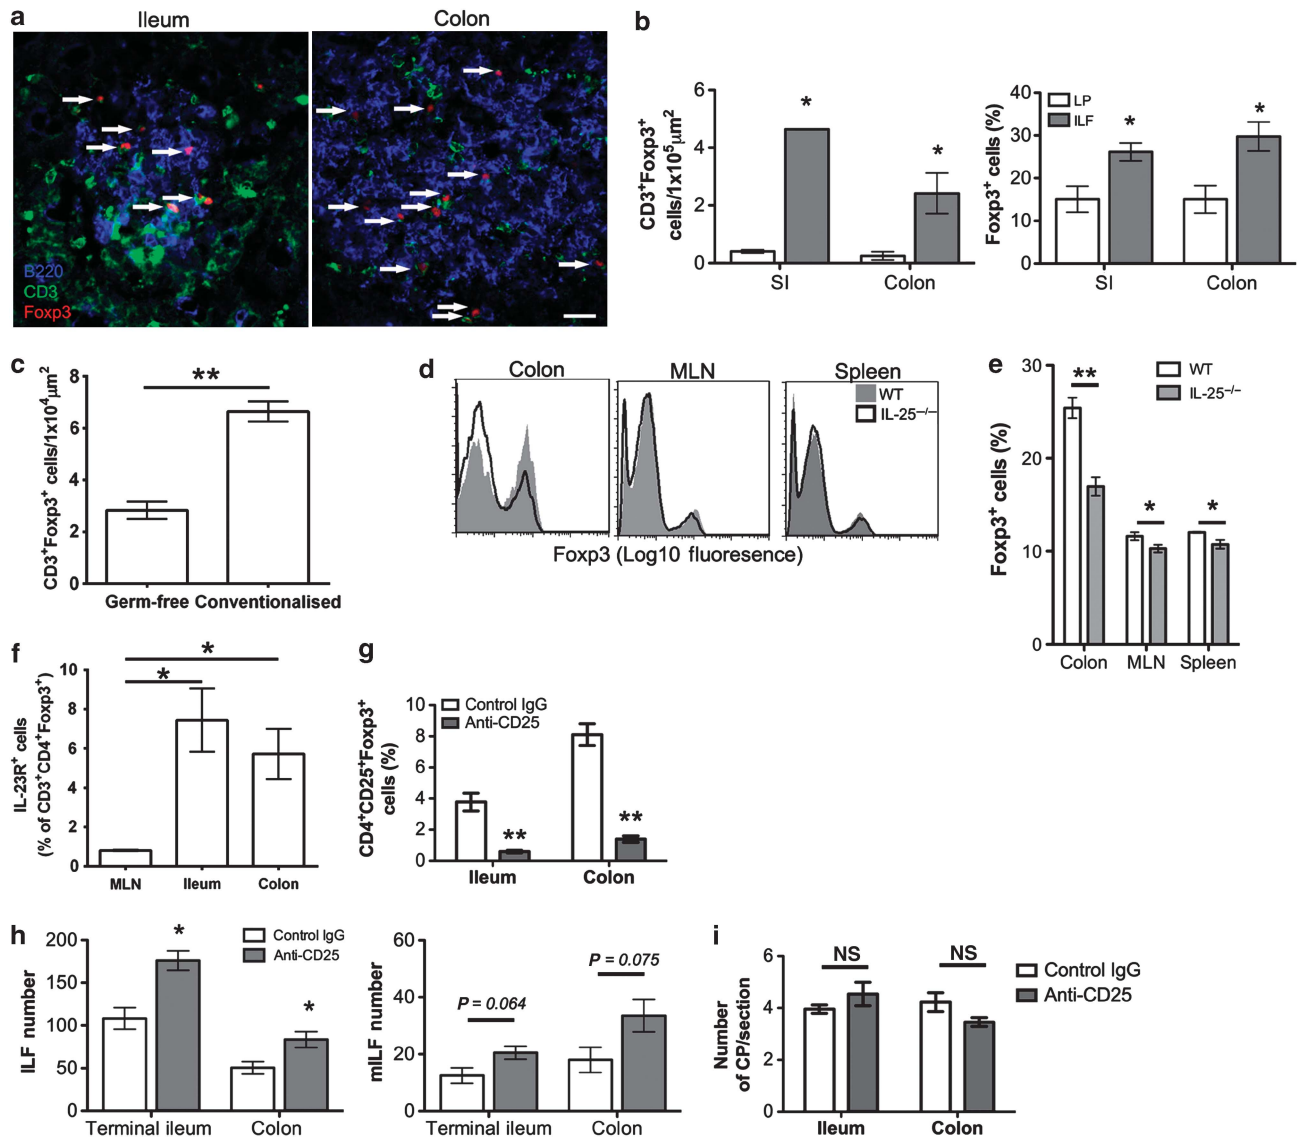 a
Ileum
Colon
B220
CD3
Foxp3
b
CD3⁺Foxp3⁺
cells/1x10⁵µm²
6
4
2
0
*
*
SI
Colon
Foxp3⁺ cells (%)
40
30
20
10
0
LP
ILF
*
*
SI
Colon
c
CD3⁺Foxp3⁺ cells/1x10⁴µm²
8
6
4
2
0
**
Germ-free
Conventionalised
d
Colon
MLN
Spleen
WT
IL-25⁻/⁻
Foxp3 (Log10 fluoresence)
e
Foxp3⁺ cells (%)
30
20
10
0
WT
IL-25⁻/⁻
**
*
*
Colon
MLN
Spleen
f
IL-23R⁺ cells
(% of CD3⁺CD4⁺Foxp3⁺)
10
8
6
4
2
0
*
*
MLN
Ileum
Colon
g
CD4⁺CD25⁺Foxp3⁺
cells (%)
10
8
6
4
2
0
Control IgG
Anti-CD25
**
**
Ileum
Colon
h
ILF number
200
150
100
50
0
Control IgG
Anti-CD25
*
*
Terminal ileum
Colon
mILF number
60
40
20
0
P = 0.064
P = 0.075
Terminal ileum
Colon
i
Number
of CP/section
6
4
2
0
NS
NS
Control IgG
Anti-CD25
Ileum
Colon